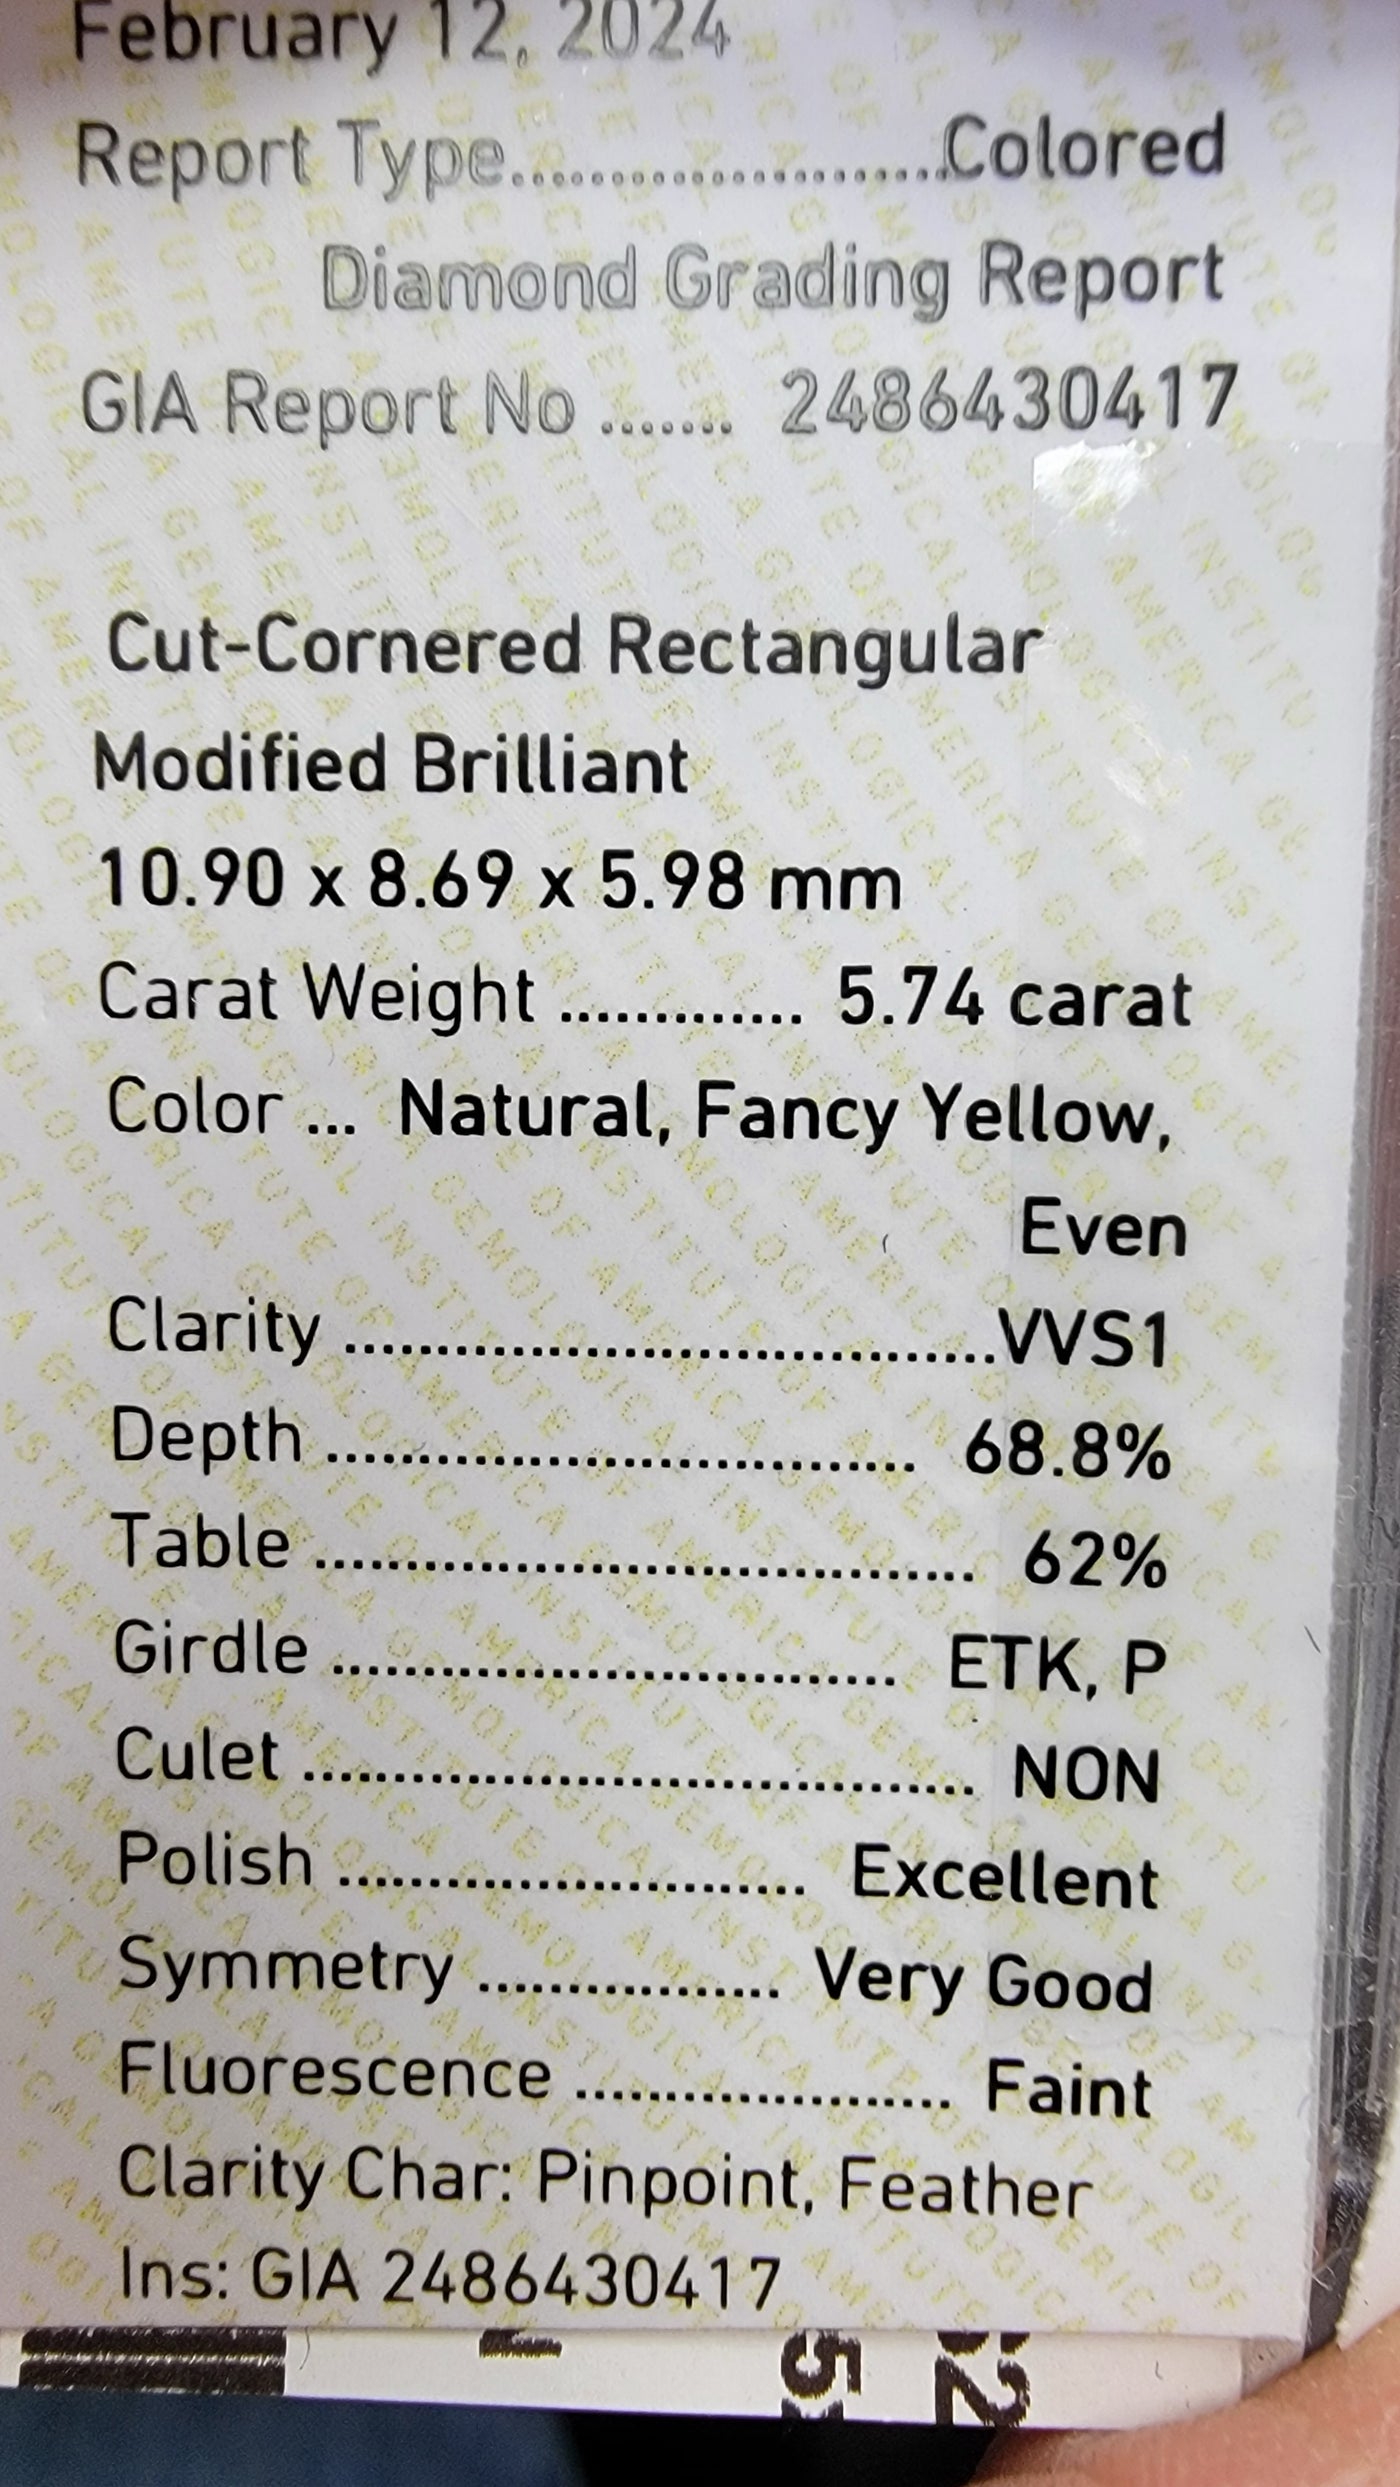 February 12, 2024
Report Type........................Colored
Diamond Grading Report
GIA Report No ....... 2486430417
Cut-Cornered Rectangular
Modified Brilliant
10.90 x 8.69 x 5.98 mm
Carat Weight ............. 5.74 carat
Color ... Natural, Fancy Yellow,
Even
Clarity ....................................VVS1
Depth ................................ 68.8%
Table .................................... 62%
Girdle ............................... ETK, P
Culet ..................................... NON
Polish .......................... Excellent
Symmetry ................. Very Good
Fluorescence ..................... Faint
Clarity Char: Pinpoint, Feather
Ins: GIA 2486430417